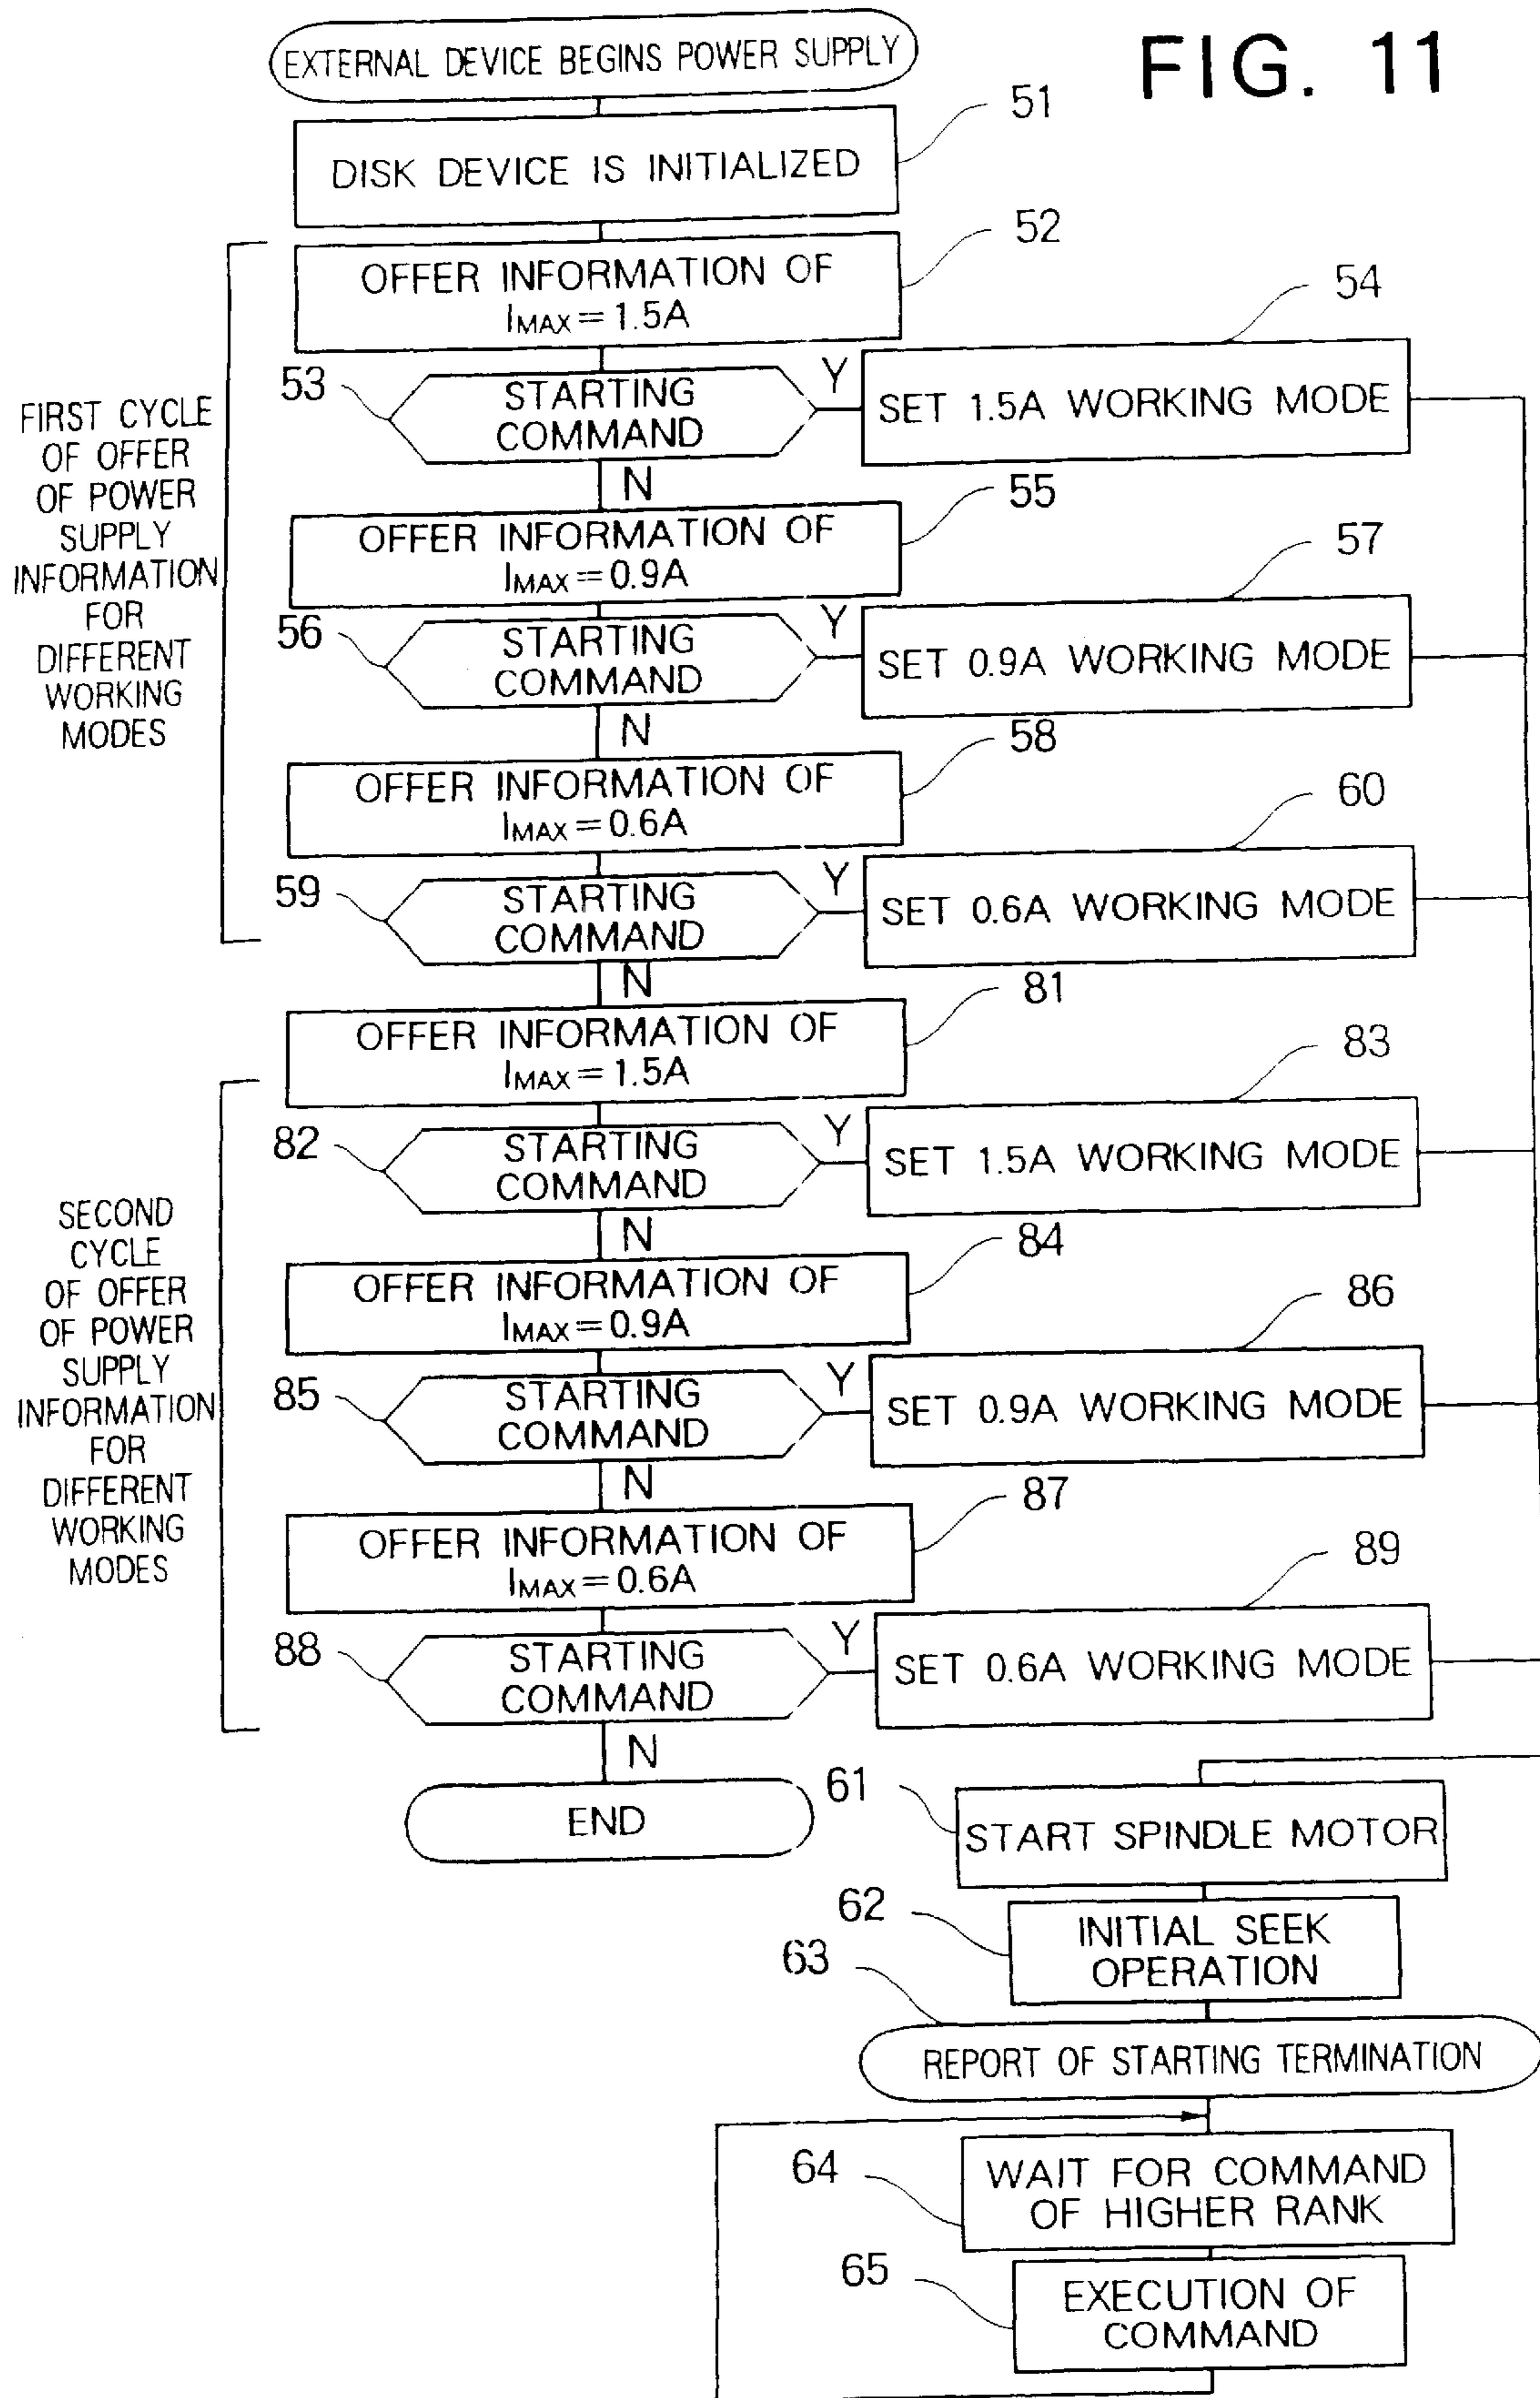 FIG. 11
EXTERNAL DEVICE BEGINS POWER SUPPLY
51
DISK DEVICE IS INITIALIZED
52
OFFER INFORMATION OF
IMAX = 1.5A
53
STARTING
COMMAND
Y
54
SET 1.5A WORKING MODE
N
55
OFFER INFORMATION OF
IMAX = 0.9A
56
STARTING
COMMAND
Y
57
SET 0.9A WORKING MODE
N
58
OFFER INFORMATION OF
IMAX = 0.6A
59
STARTING
COMMAND
Y
60
SET 0.6A WORKING MODE
N
FIRST CYCLE
OF OFFER
OF POWER
SUPPLY
INFORMATION
FOR
DIFFERENT
WORKING
MODES
81
OFFER INFORMATION OF
IMAX = 1.5A
82
STARTING
COMMAND
Y
83
SET 1.5A WORKING MODE
N
84
OFFER INFORMATION OF
IMAX = 0.9A
85
STARTING
COMMAND
Y
86
SET 0.9A WORKING MODE
N
87
OFFER INFORMATION OF
IMAX = 0.6A
88
STARTING
COMMAND
Y
89
SET 0.6A WORKING MODE
N
SECOND
CYCLE
OF OFFER
OF POWER
SUPPLY
INFORMATION
FOR
DIFFERENT
WORKING
MODES
END
61
START SPINDLE MOTOR
62
INITIAL SEEK
OPERATION
63
REPORT OF STARTING TERMINATION
64
WAIT FOR COMMAND
OF HIGHER RANK
65
EXECUTION OF
COMMAND